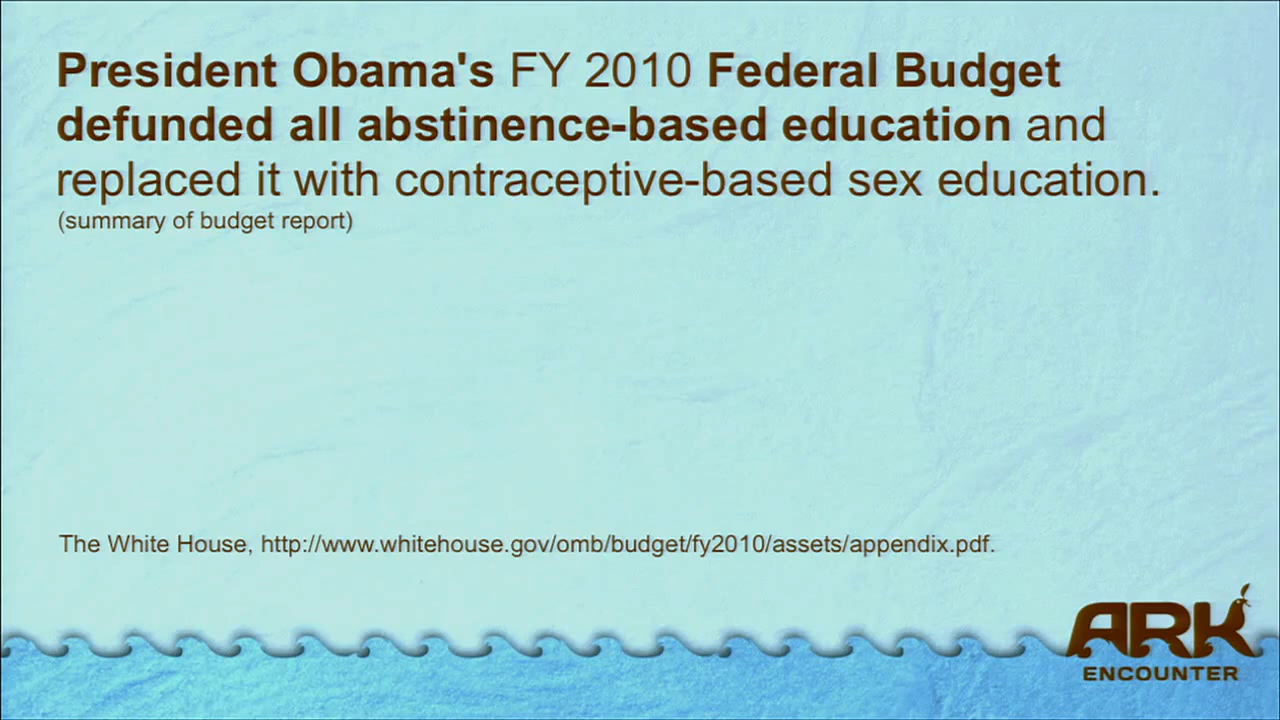 President Obama's FY 2010 Federal Budget
defunded all abstinence-based education and
replaced it with contraceptive-based sex education.
(summary of budget report)
The White House, http://www.whitehouse.gov/omb/budget/fy2010/assets/appendix.pdf.
ARK
ENCOUNTER